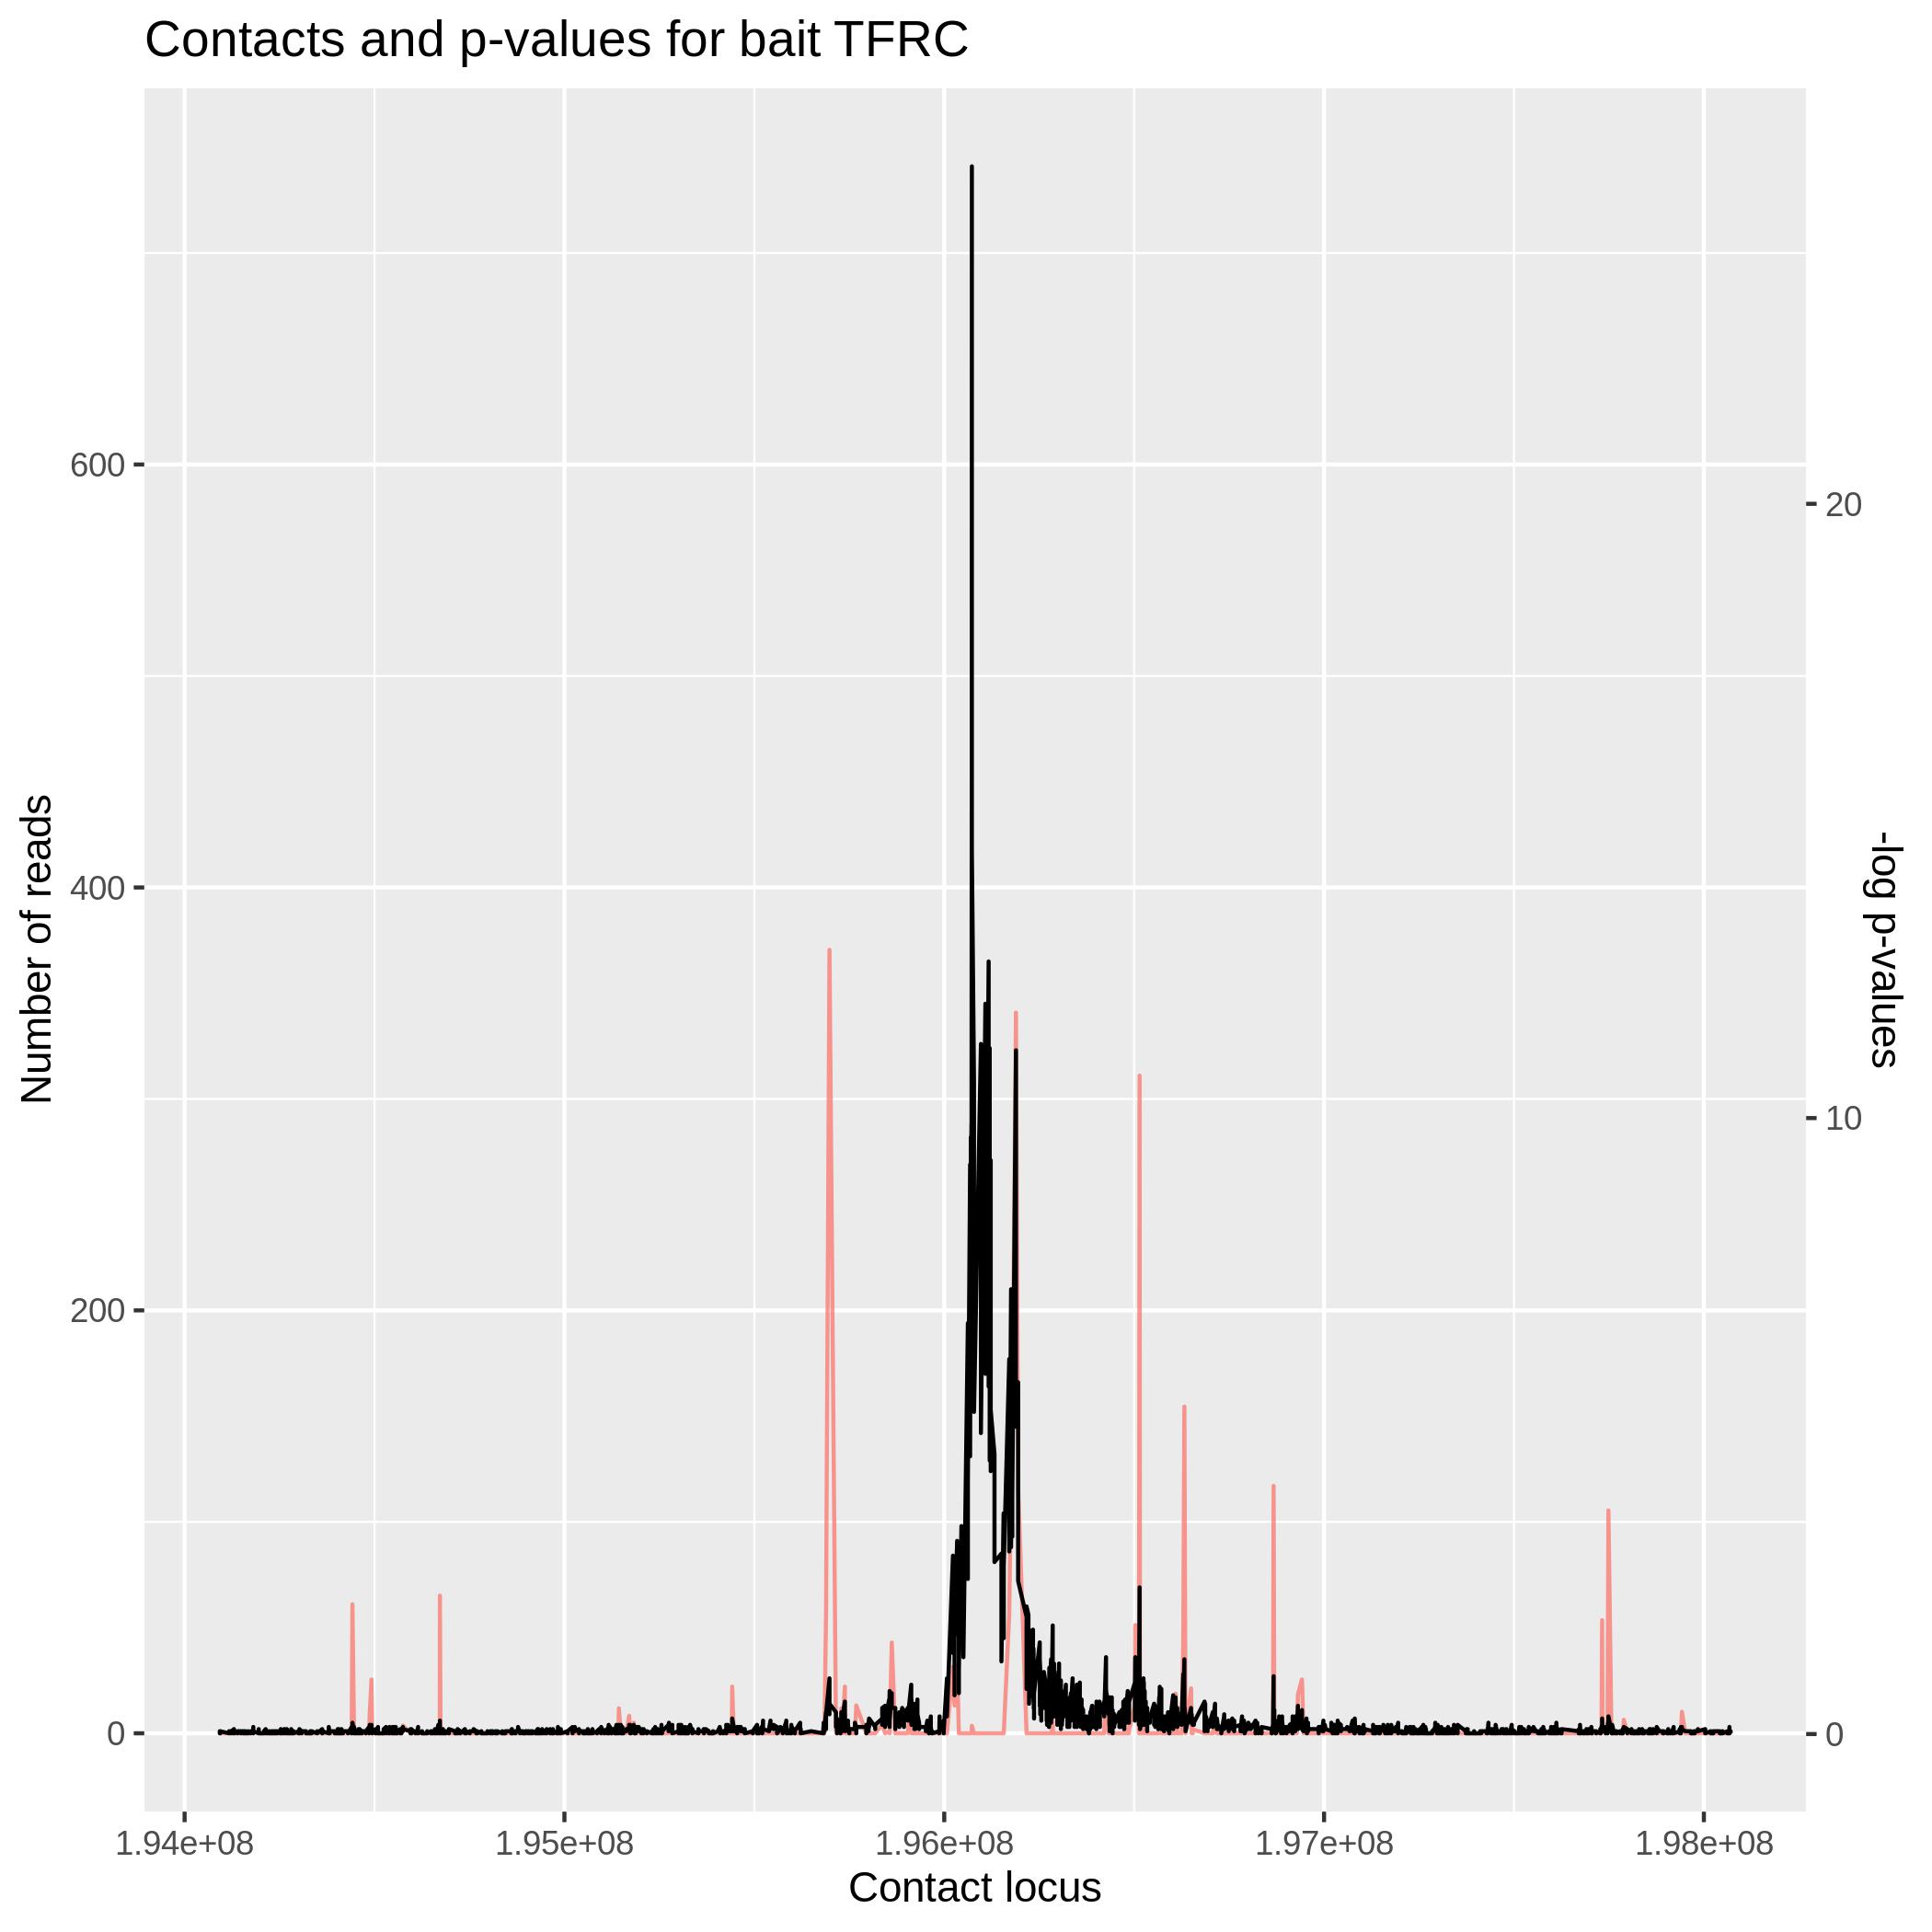 Contacts and p-values for bait TFRC
Number of reads
600
400
200
0
20
10
0
-log p-values
1.94e+08
1.95e+08
1.96e+08
1.97e+08
1.98e+08
Contact locus